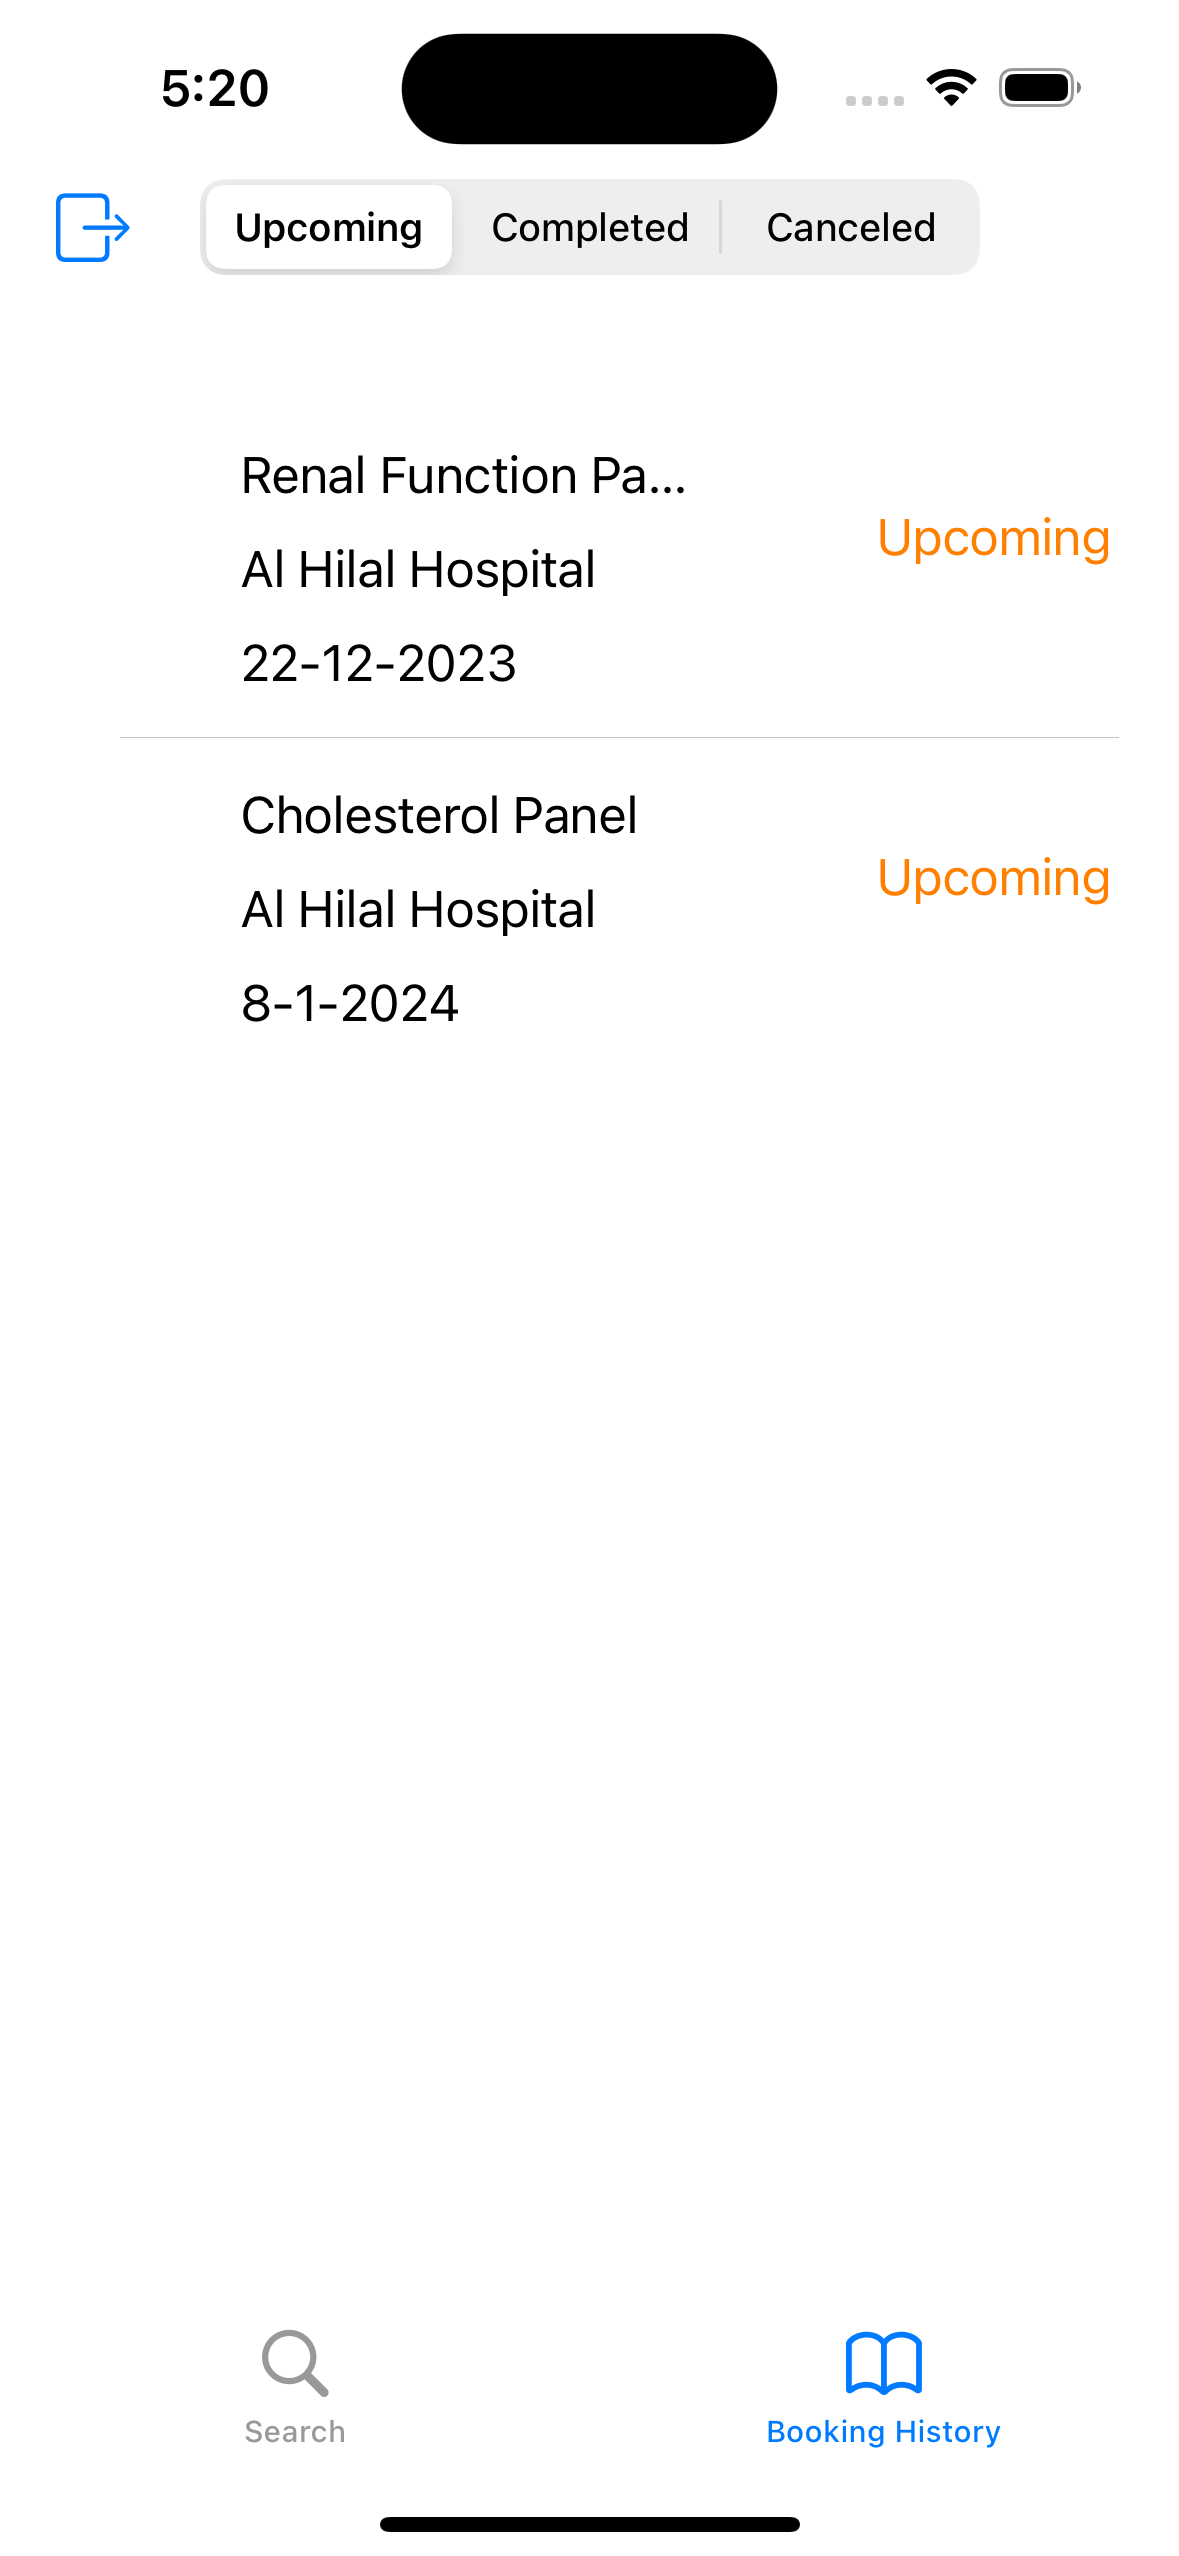 5:20
Upcoming Completed Canceled
Renal Function Pa...
Upcoming
Al Hilal Hospital
22-12-2023
Cholesterol Panel
Upcoming
Al Hilal Hospital
8-1-2024
Search
Booking History